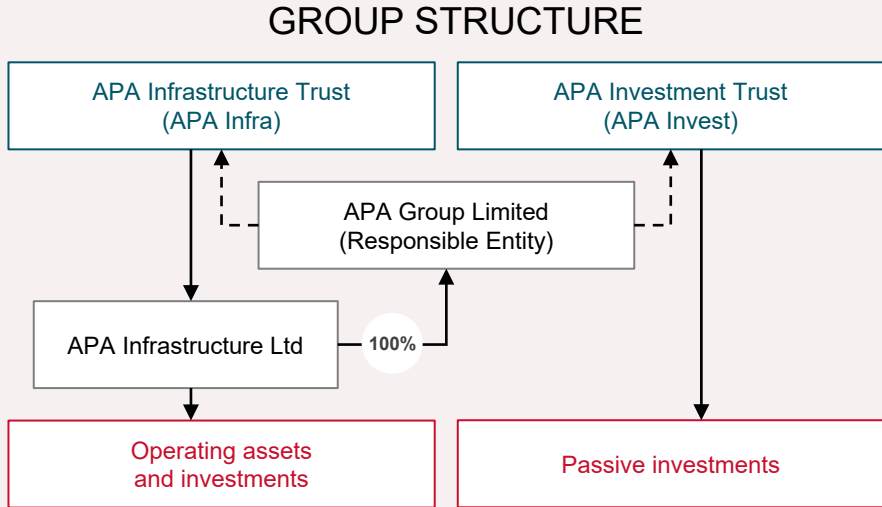 GROUP STRUCTURE
APA Infrastructure Trust
(APA Infra)
APA Investment Trust
(APA Invest)
APA Group Limited
(Responsible Entity)
APA Infrastructure Ltd
100%
Operating assets
and investments
Passive investments